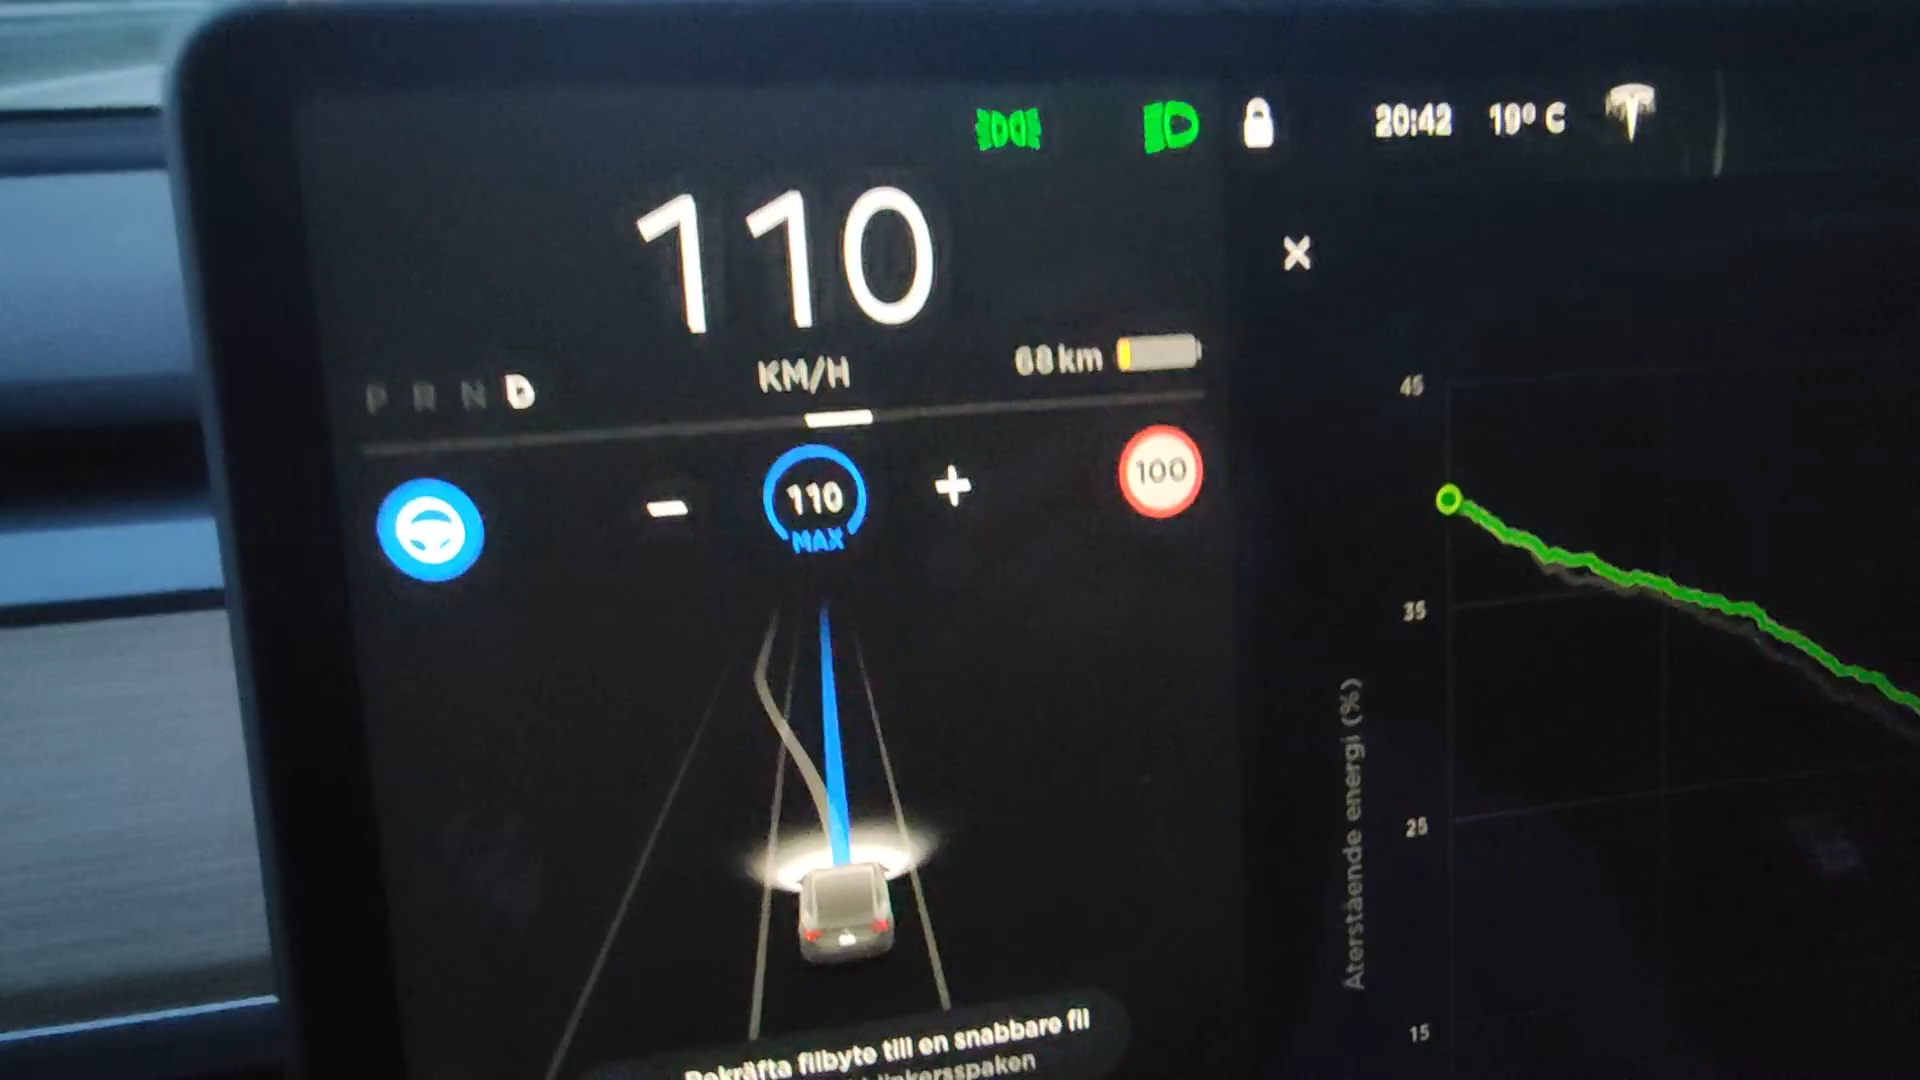 20:42 19° C
110
KM/H
68 km
P R N D
110
MAX
100
45
35
25
15
Återstående energi (%)
Bekräfta filbyte till en snabbare fil